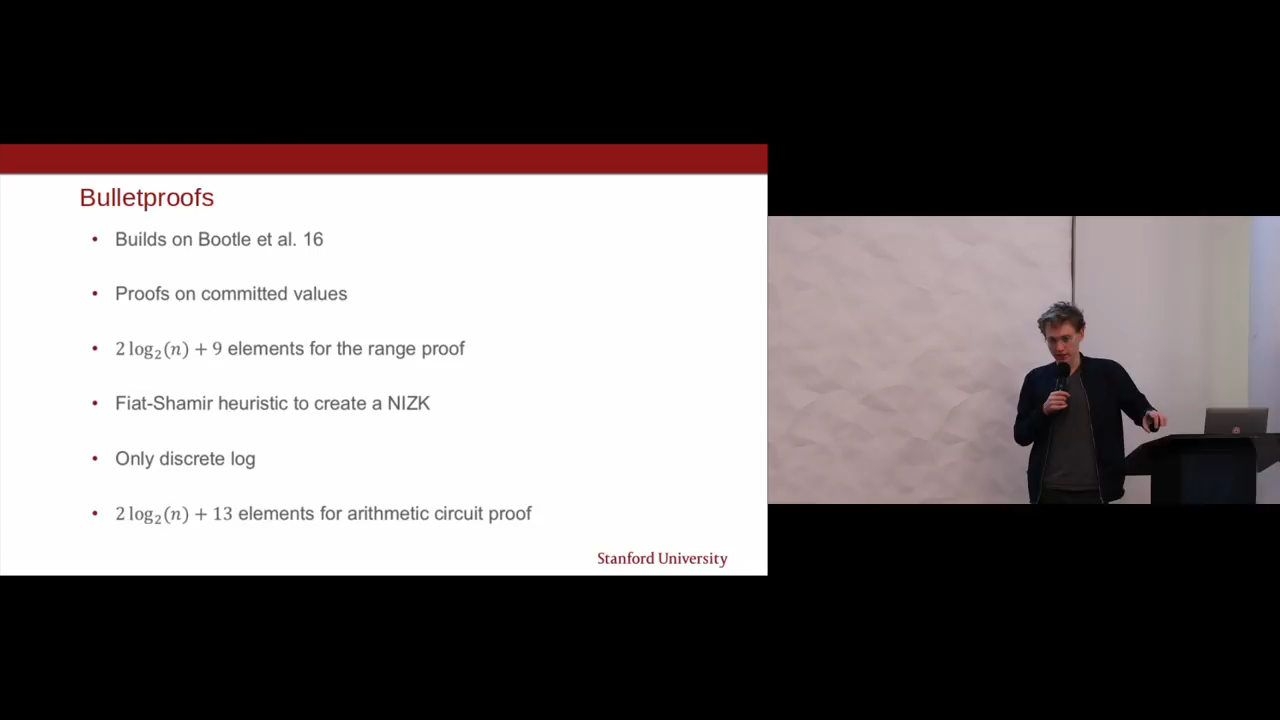 Bulletproofs
• Builds on Bootle et al. 16
• Proofs on committed values
• 2 log₂(𝑛) + 9 elements for the range proof
• Fiat-Shamir heuristic to create a NIZK
• Only discrete log
• 2 log₂(𝑛) + 13 elements for arithmetic circuit proof
Stanford University